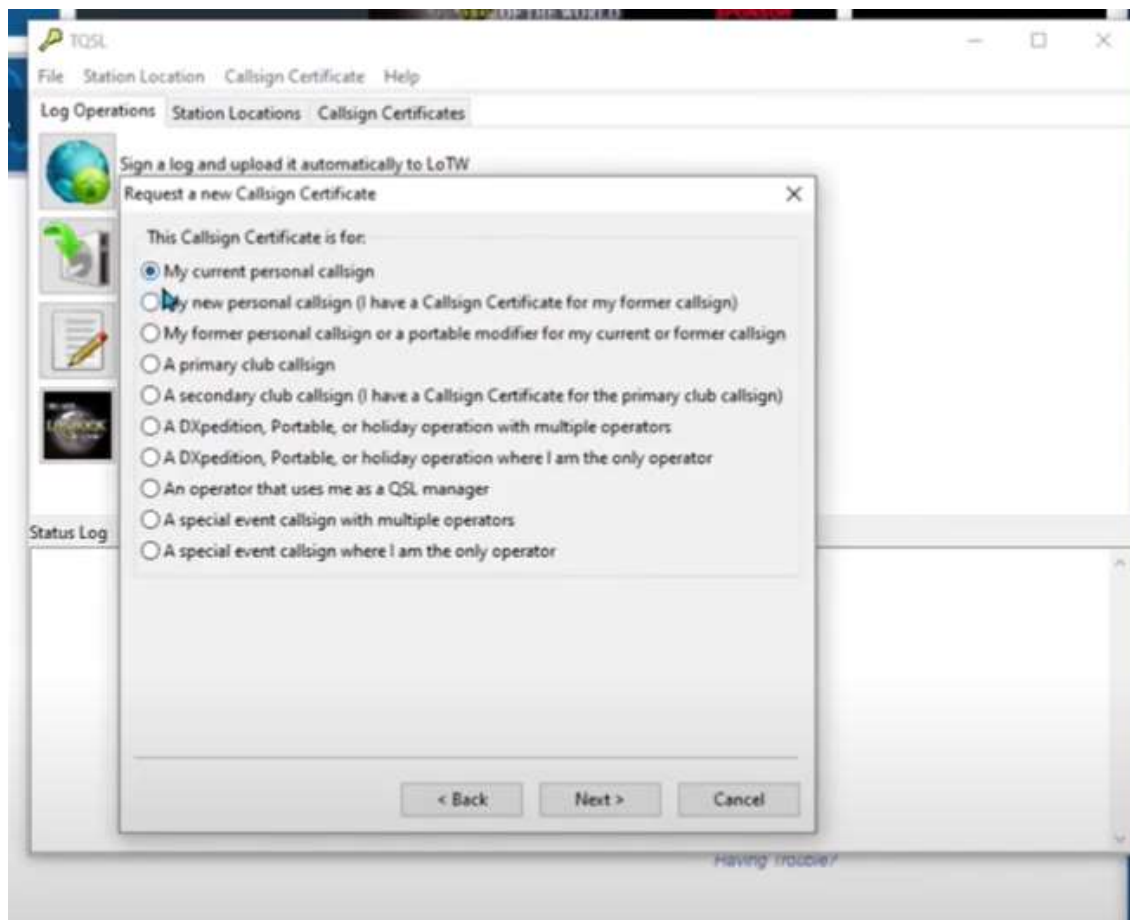 OF THE WORLD
SPONSOR
TQSL
File Station Location Callsign Certificate Help
Log Operations Station Locations Callsign Certificates
Sign a log and upload it automatically to LoTW
Request a new Callsign Certificate
This Callsign Certificate is for:
My current personal callsign
My new personal callsign (I have a Callsign Certificate for my former callsign)
My former personal callsign or a portable modifier for my current or former callsign
A primary club callsign
A secondary club callsign (I have a Callsign Certificate for the primary club callsign)
A DXpedition, Portable, or holiday operation with multiple operators
A DXpedition, Portable, or holiday operation where I am the only operator
An operator that uses me as a QSL manager
A special event callsign with multiple operators
Status Log
A special event callsign where I am the only operator
< Back Next > Cancel
Having Trouble?